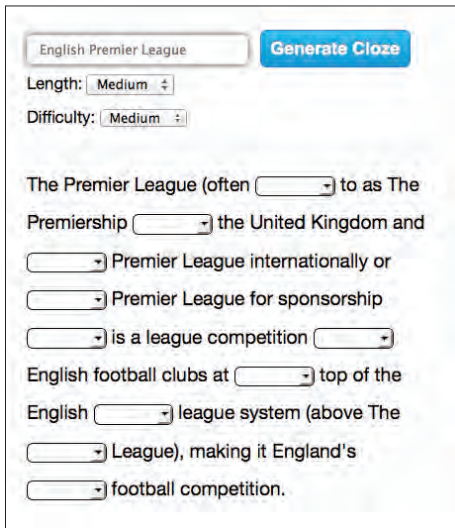 English Premier League Generate Cloze
Length: Medium
Difficulty: Medium
The Premier League (often to as The
Premiership the United Kingdom and
Premier League internationally or
Premier League for sponsorship
is a league competition
English football clubs at top of the
English league system (above The
League), making it England's
football competition.